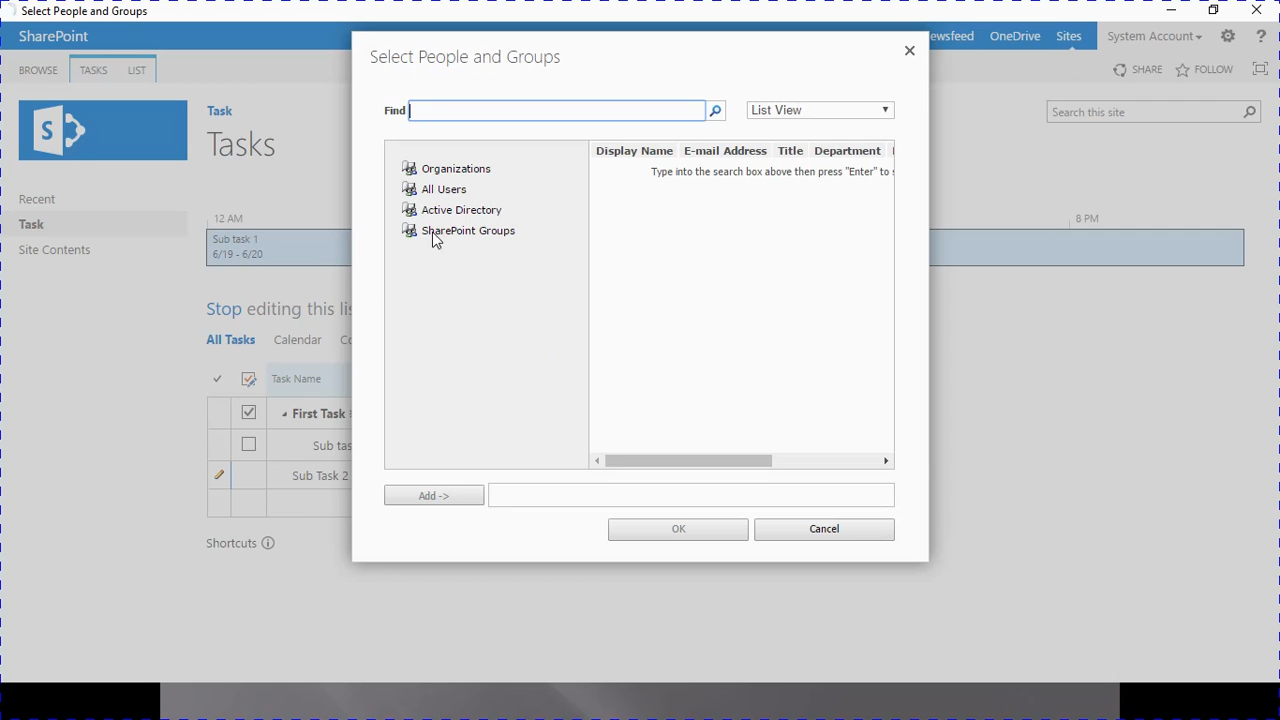 Select People and Groups
SharePoint
ewsfeed OneDrive Sites System Account ?
BROWSE TASKS LIST
SHARE FOLLOW
Select People and Groups
Find List View
S
Task
Tasks
Search this site
Organizations
All Users
Active Directory
SharePoint Groups
Display Name E-mail Address Title Department
Type into the search box above then press "Enter" to s
Recent
Task
Site Contents
12 AM 8 PM
Sub task 1
6/19 - 6/20
Stop editing this lis
All Tasks Calendar Co
Task Name
First Task
Sub tas
Sub Task 2
Add ->
OK Cancel
Shortcuts